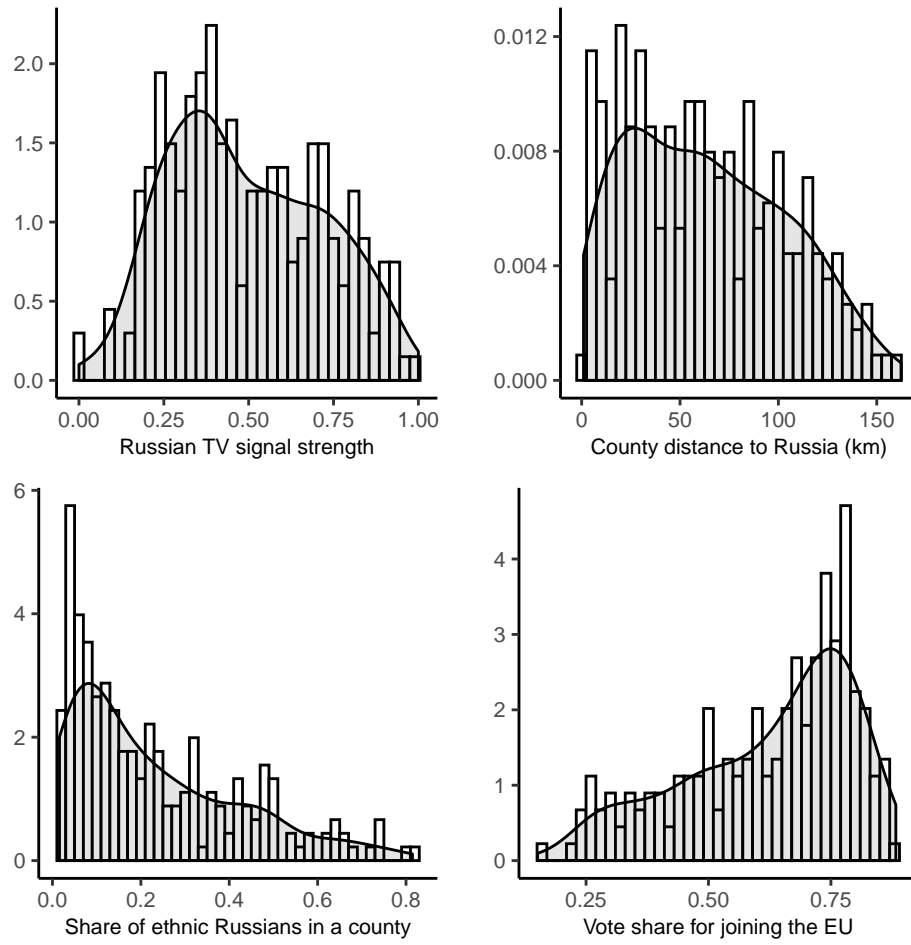 2.0
1.5
1.0
0.5
0.0
0.00 0.25 0.50 0.75 1.00
Russian TV signal strength
0.012
0.008
0.004
0.000
0 50 100 150
County distance to Russia (km)
6
4
2
0
0.0 0.2 0.4 0.6 0.8
Share of ethnic Russians in a county
4
3
2
1
0
0.25 0.50 0.75
Vote share for joining the EU